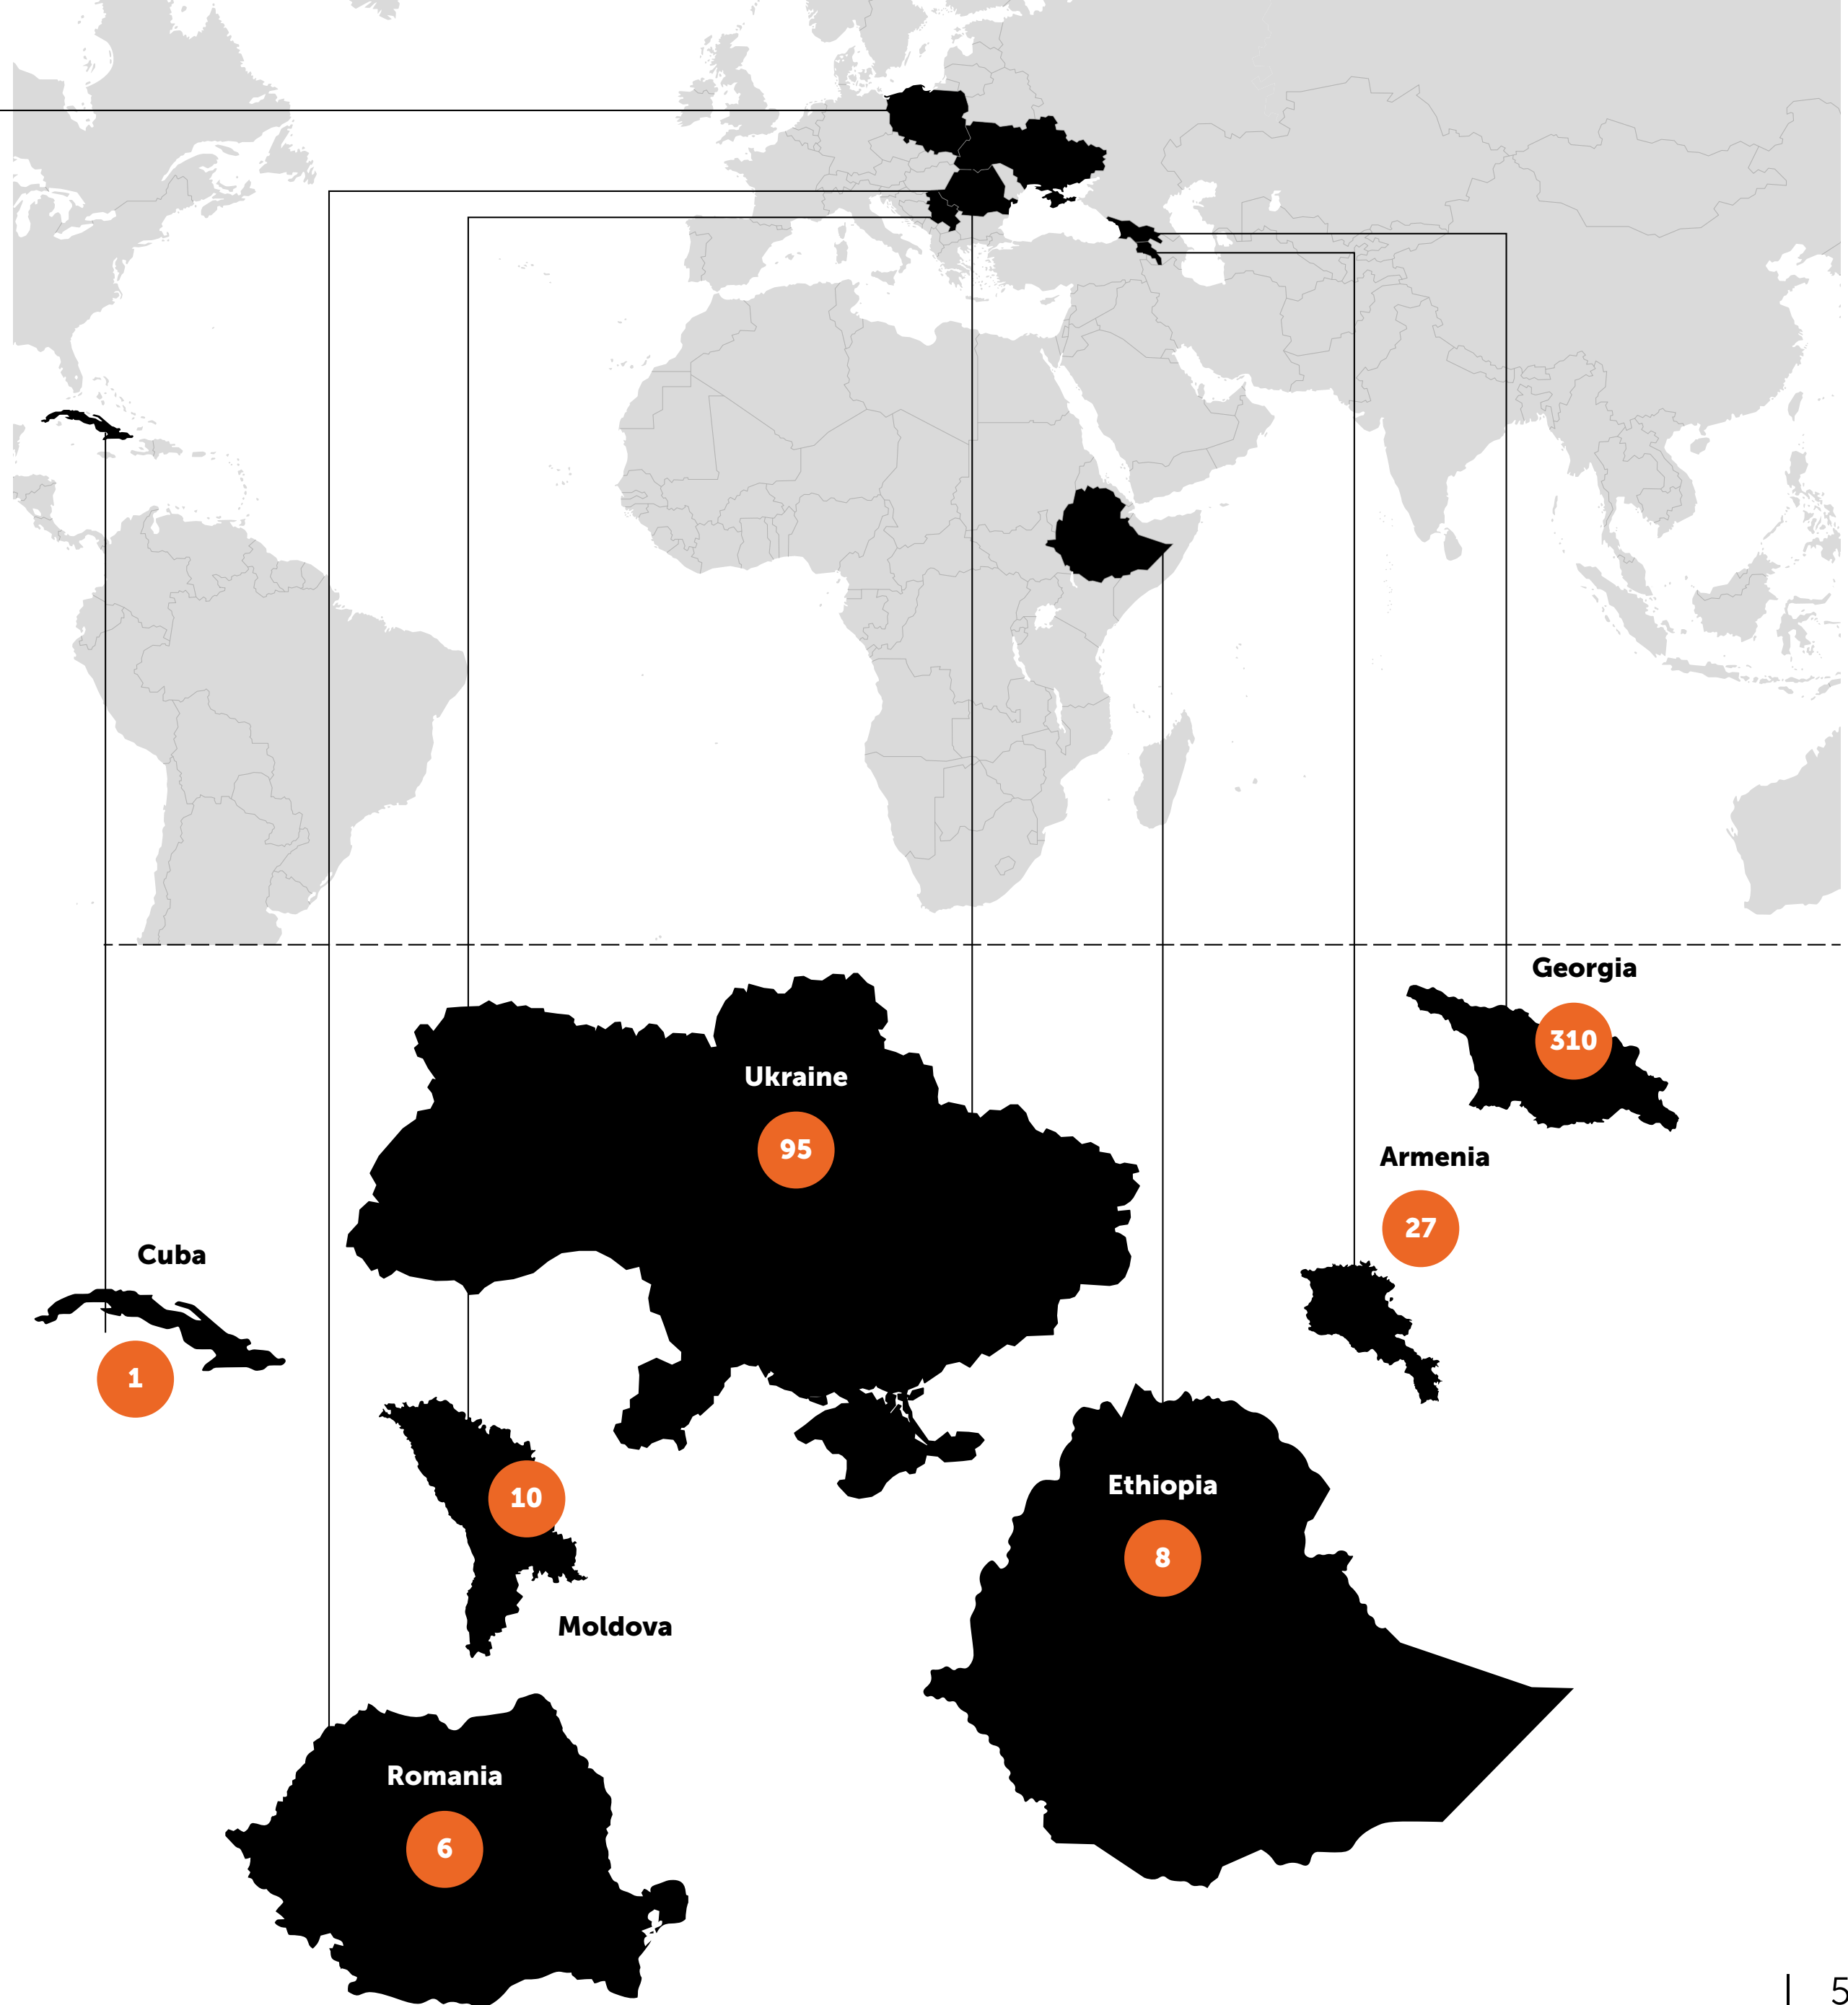 Georgia
310
Ukraine
95
Armenia
27
Cuba
1
Ethiopia
8
10
Moldova
Romania
6
| 5